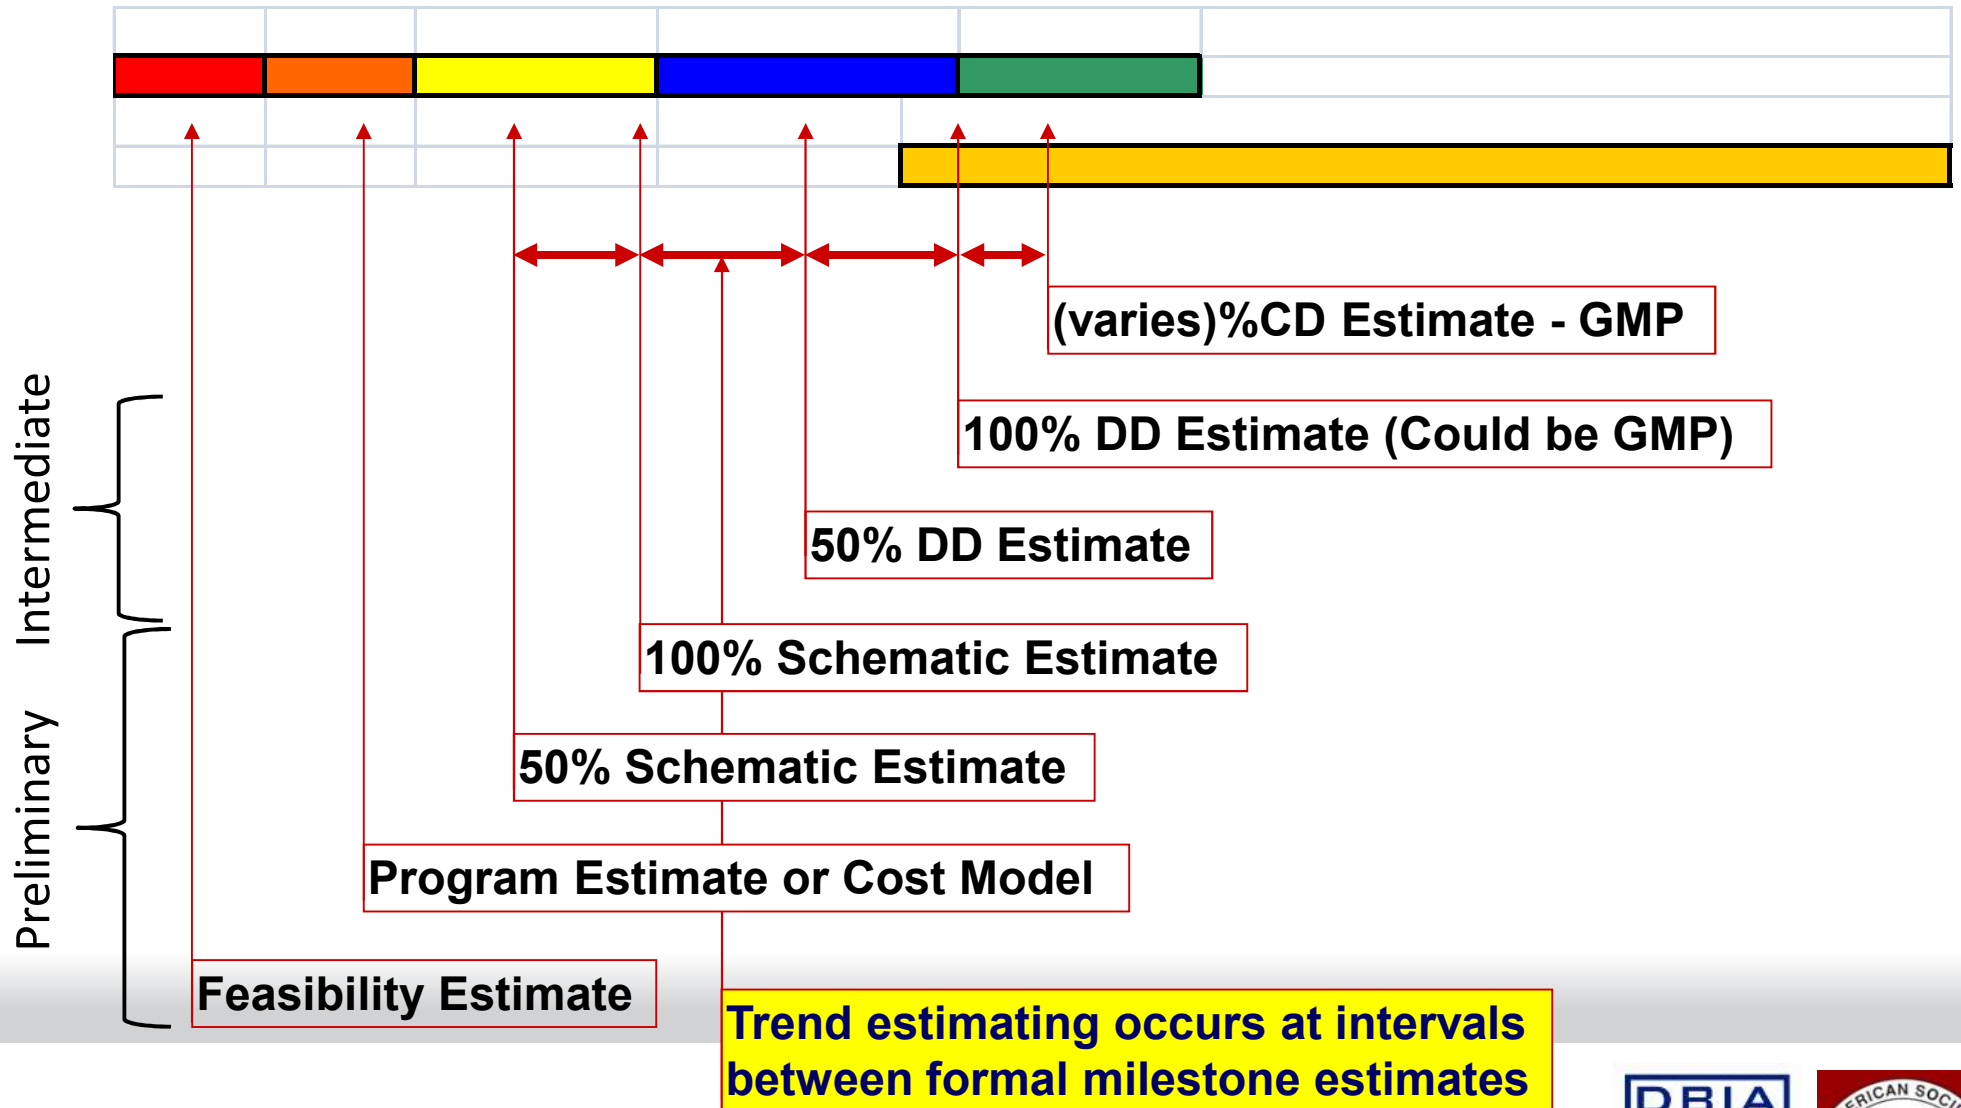 (varies)%CD Estimate - GMP
100% DD Estimate (Could be GMP)
Intermediate
50% DD Estimate
100% Schematic Estimate
50% Schematic Estimate
Preliminary
Program Estimate or Cost Model
Feasibility Estimate
Trend estimating occurs at intervals
between formal milestone estimates
DBIA